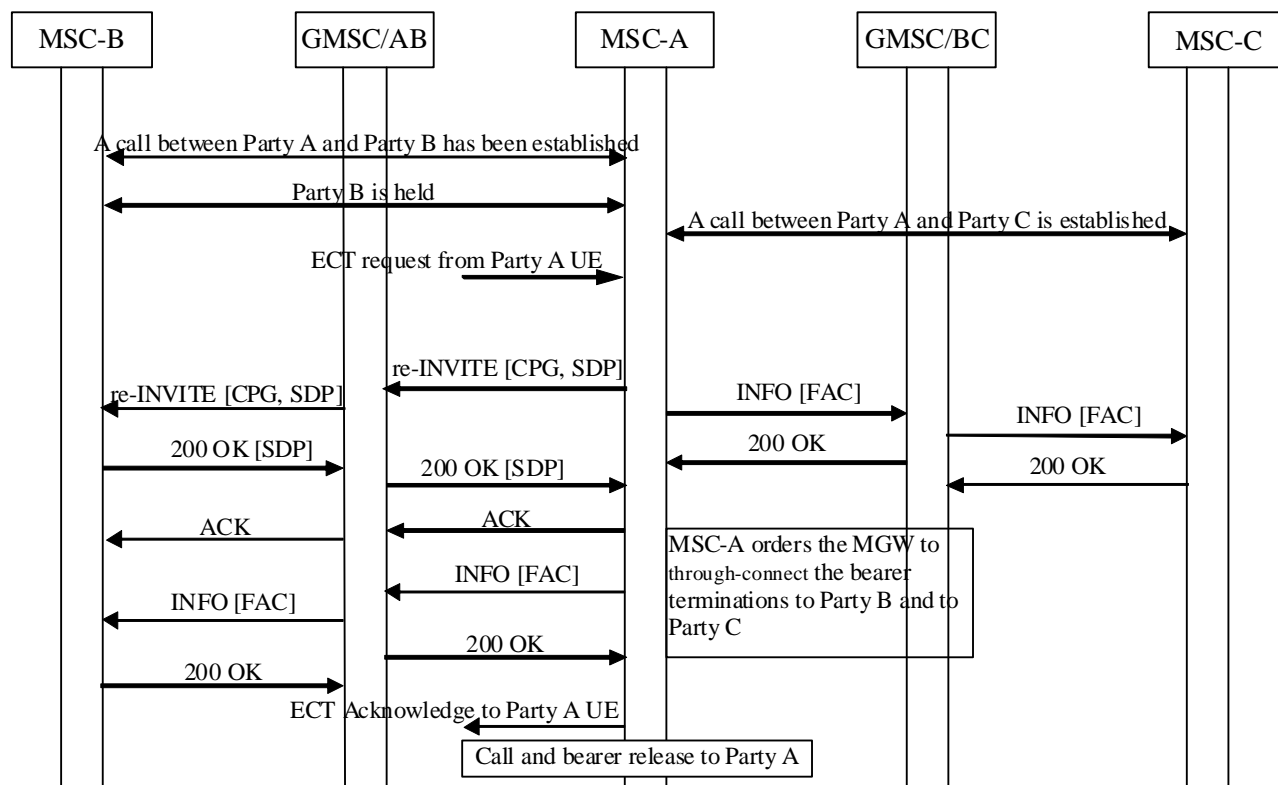 MSC-B
GMSC/AB
MSC-A
GMSC/BC
MSC-C
A call between Party A and Party B has been established
Party B is held
A call between Party A and Party C is established
ECT request from Party A UE
re-INVITE [CPG, SDP]
re-INVITE [CPG, SDP]
INFO [FAC]
INFO [FAC]
200 OK
200 OK [SDP]
200 OK [SDP]
200 OK
ACK
ACK
MSC-A orders the MGW to
through-connect the bearer
terminations to Party B and to
Party C
INFO [FAC]
INFO [FAC]
200 OK
200 OK
ECT Acknowledge to Party A UE
Call and bearer release to Party A